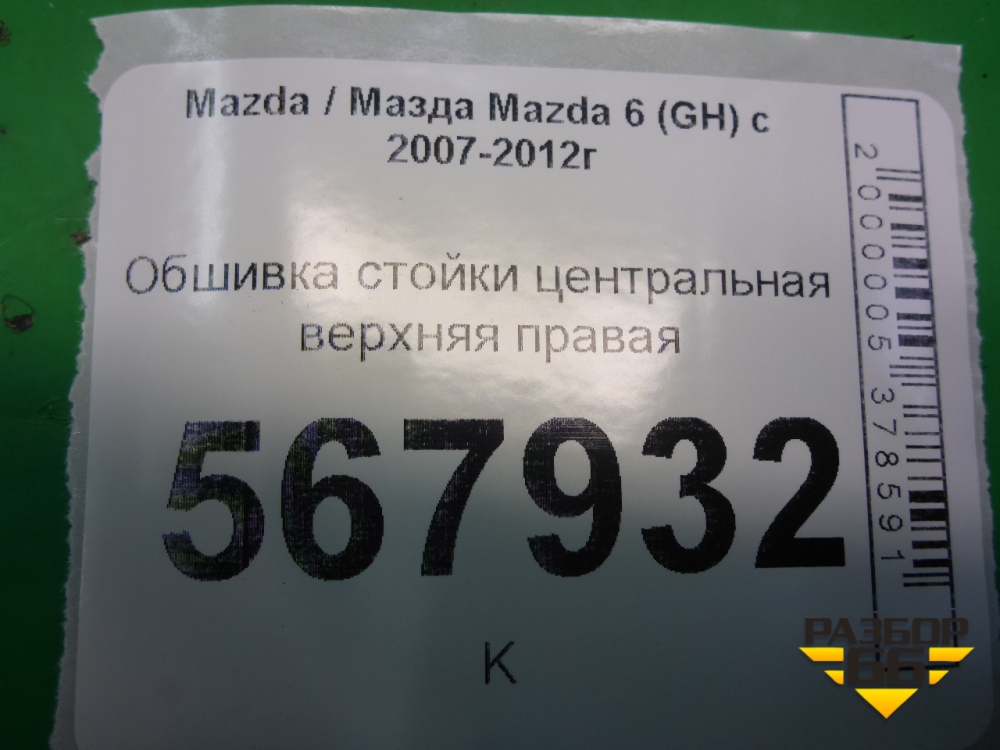 Mazda / Мазда Mazda 6 (GH) с
2007-2012г
Обшивка стойки центральная
верхняя правая
567932
К
2000005378591
РАЗБОР
66